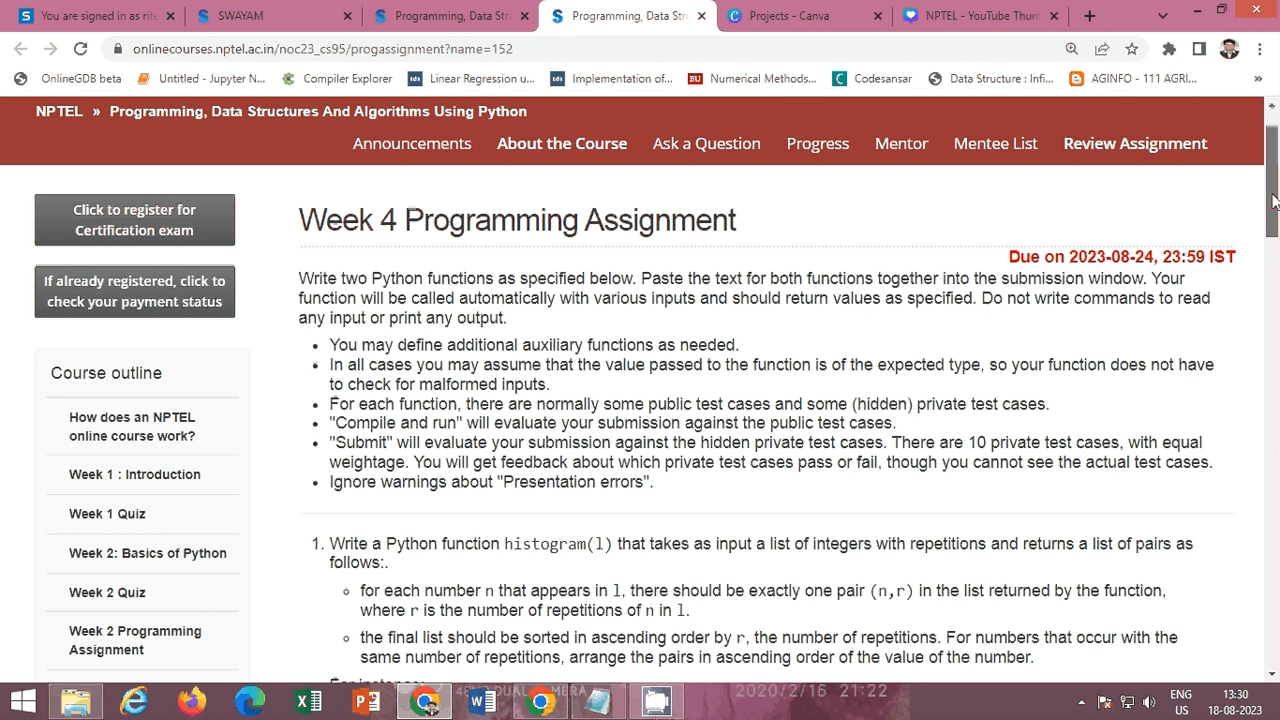 You are signed in as rite
SWAYAM
Programming, Data Stru
Programming, Data Stru
Projects - Canva
NPTEL - YouTube Thum
onlinecourses.nptel.ac.in/noc23_cs95/progassignment?name=152
OnlineGDB beta
Untitled - Jupyter N...
Compiler Explorer
Linear Regression u...
Implementation of...
Numerical Methods...
Codesansar
Data Structure : Infi...
AGINFO - 111 AGRI...
NPTEL » Programming, Data Structures And Algorithms Using Python
Announcements About the Course Ask a Question Progress Mentor Mentee List Review Assignment
Click to register for
Certification exam
If already registered, click to
check your payment status
Course outline
How does an NPTEL
online course work?
Week 1 : Introduction
Week 1 Quiz
Week 2: Basics of Python
Week 2 Quiz
Week 2 Programming
Assignment
Week 4 Programming Assignment
Due on 2023-08-24, 23:59 IST
Write two Python functions as specified below. Paste the text for both functions together into the submission window. Your
function will be called automatically with various inputs and should return values as specified. Do not write commands to read
any input or print any output.
• You may define additional auxiliary functions as needed.
• In all cases you may assume that the value passed to the function is of the expected type, so your function does not have
to check for malformed inputs.
• For each function, there are normally some public test cases and some (hidden) private test cases.
• "Compile and run" will evaluate your submission against the public test cases.
• "Submit" will evaluate your submission against the hidden private test cases. There are 10 private test cases, with equal
weightage. You will get feedback about which private test cases pass or fail, though you cannot see the actual test cases.
• Ignore warnings about "Presentation errors".
1. Write a Python function histogram(l) that takes as input a list of integers with repetitions and returns a list of pairs as
follows:.
for each number n that appears in l, there should be exactly one pair (n,r) in the list returned by the function,
where r is the number of repetitions of n in l.
the final list should be sorted in ascending order by r, the number of repetitions. For numbers that occur with the
same number of repetitions, arrange the pairs in ascending order of the value of the number.
For instance:
2020/2/16 21:22
ENG
US
13:30
18-08-2023